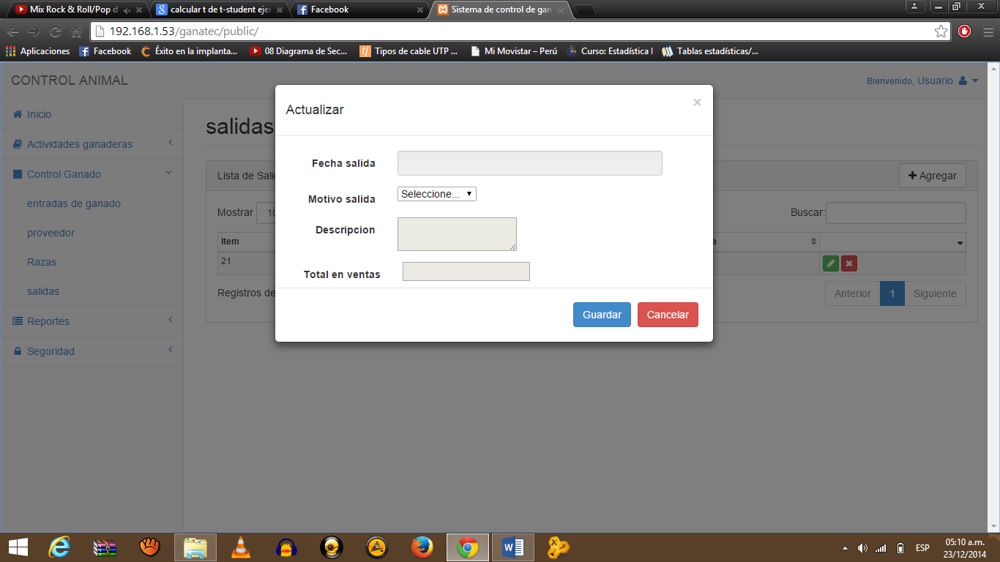 Mix Rock & Roll/Pop d
calcular t de t-student eje
Facebook
Sistema de control de gan
192.168.1.53/ganatec/public/
Aplicaciones
Facebook
Éxito en la implanta...
08 Diagrama de Sec...
Tipos de cable UTP ...
Mi Movistar – Perú
Curso: Estadística I
Tablas estadísticas/...
CONTROL ANIMAL
Bienvenido, Usuario
Inicio
Actividades ganaderas
Control Ganado
entradas de ganado
proveedor
Razas
salidas
Reportes
Seguridad
salidas
Lista de Sali
Agregar
Mostrar 10
Buscar:
Item
a
21
Registros de
Anterior 1 Siguiente
Actualizar
×
Fecha salida
Motivo salida Seleccione...
Descripcion
Total en ventas
Guardar Cancelar
ESP
05:10 a.m.
23/12/2014